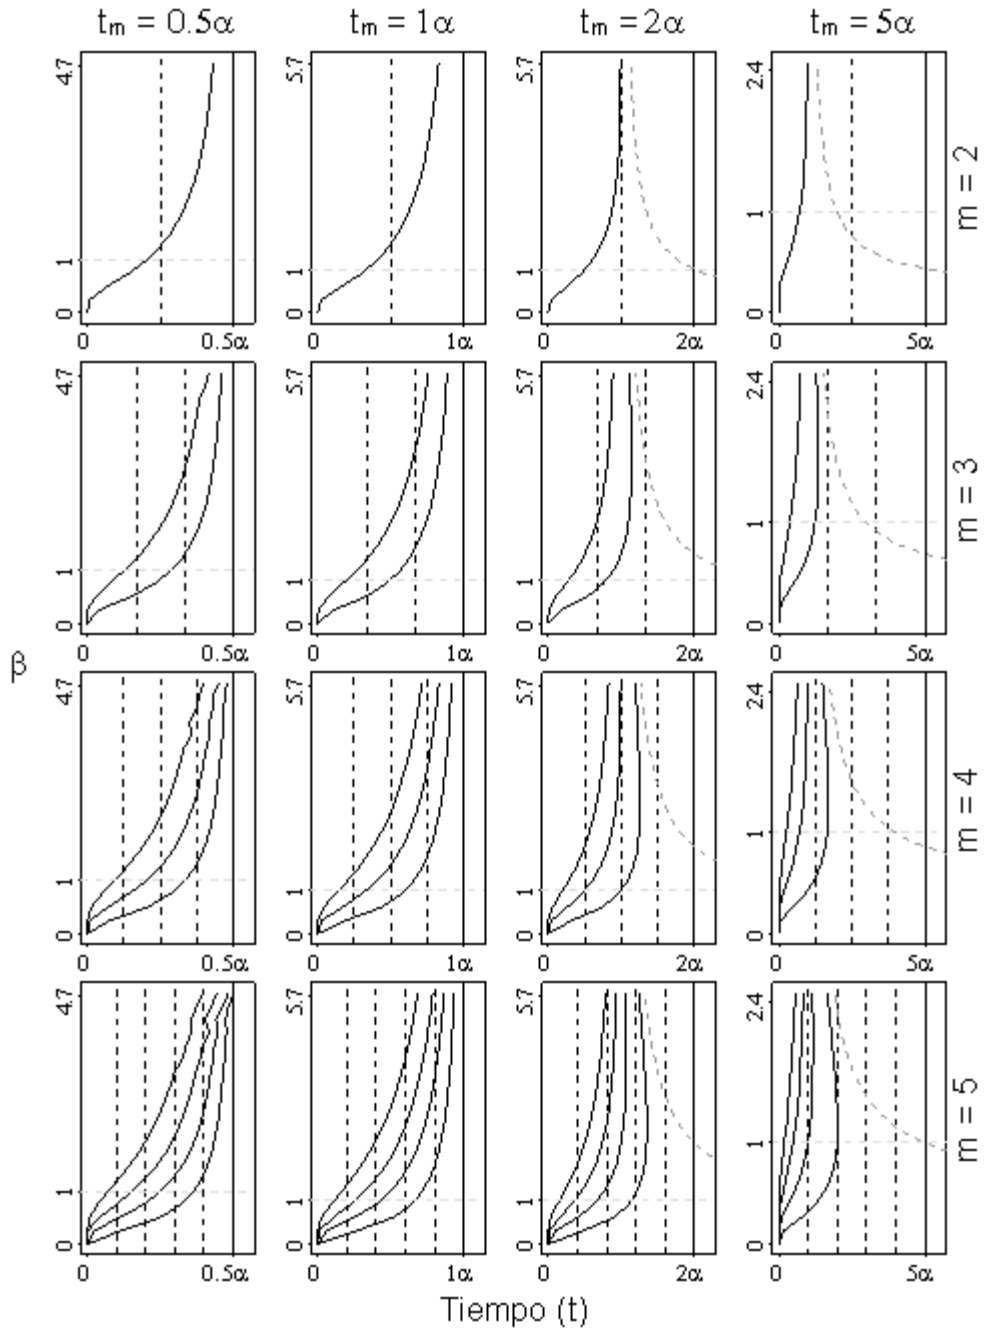 tm = 0.5α tm = 1α tm = 2α tm = 5α
4.7 1 0 0 0.5α
5.7 1 0 0 1α
5.7 1 0 0 2α
2.4 1 0 0 5α
m = 2
4.7 1 0 0 0.5α
5.7 1 0 0 1α
5.7 1 0 0 2α
2.4 1 0 0 5α
m = 3
β
4.7 1 0 0 0.5α
5.7 1 0 0 1α
5.7 1 0 0 2α
2.4 1 0 0 5α
m = 4
4.7 1 0 0 0.5α
5.7 1 0 0 1α
5.7 1 0 0 2α
2.4 1 0 0 5α
m = 5
Tiempo (t)